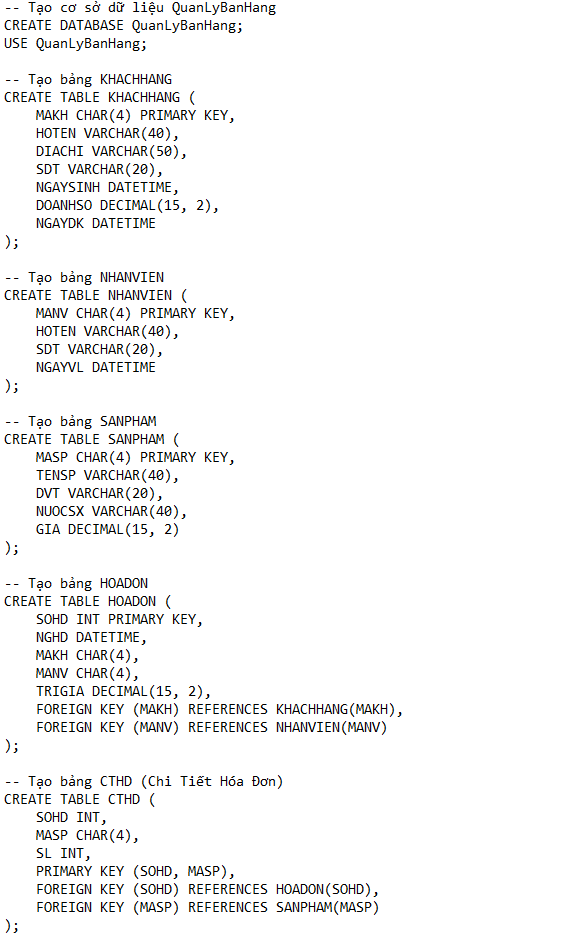 -- Tạo cơ sở dữ liệu QuanLyBanHang
CREATE DATABASE QuanLyBanHang;
USE QuanLyBanHang;

-- Tạo bảng KHACHHANG
CREATE TABLE KHACHHANG (
    MAKH CHAR(4) PRIMARY KEY,
    HOTEN VARCHAR(40),
    DIACHI VARCHAR(50),
    SDT VARCHAR(20),
    NGAYSINH DATETIME,
    DOANHSO DECIMAL(15, 2),
    NGAYDK DATETIME
);

-- Tạo bảng NHANVIEN
CREATE TABLE NHANVIEN (
    MANV CHAR(4) PRIMARY KEY,
    HOTEN VARCHAR(40),
    SDT VARCHAR(20),
    NGAYVL DATETIME
);

-- Tạo bảng SANPHAM
CREATE TABLE SANPHAM (
    MASP CHAR(4) PRIMARY KEY,
    TENSP VARCHAR(40),
    DVT VARCHAR(20),
    NUOCSX VARCHAR(40),
    GIA DECIMAL(15, 2)
);

-- Tạo bảng HOADON
CREATE TABLE HOADON (
    SOHD INT PRIMARY KEY,
    NGHD DATETIME,
    MAKH CHAR(4),
    MANV CHAR(4),
    TRIGIA DECIMAL(15, 2),
    FOREIGN KEY (MAKH) REFERENCES KHACHHANG(MAKH),
    FOREIGN KEY (MANV) REFERENCES NHANVIEN(MANV)
);

-- Tạo bảng CTHD (Chi Tiết Hóa Đơn)
CREATE TABLE CTHD (
    SOHD INT,
    MASP CHAR(4),
    SL INT,
    PRIMARY KEY (SOHD, MASP),
    FOREIGN KEY (SOHD) REFERENCES HOADON(SOHD),
    FOREIGN KEY (MASP) REFERENCES SANPHAM(MASP)
);